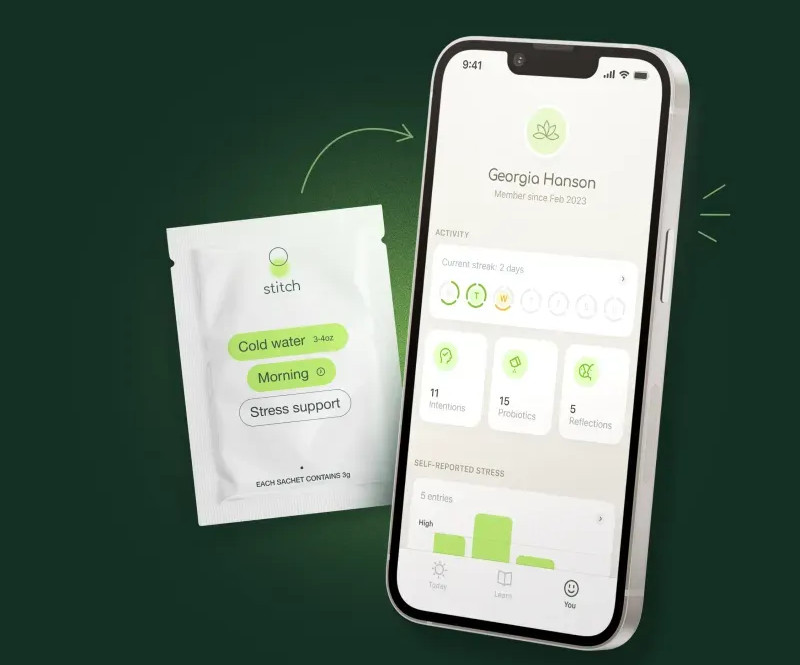 stitch
Cold water 3-4oz
Morning
Stress support
EACH SACHET CONTAINS 3g
9:41
Georgia Hanson
Member since Feb 2023
ACTIVITY
Current streak: 2 days
T
W
11
Intentions
15
Probiotics
5
Reflections
SELF-REPORTED STRESS
5 entries
High
Today
Learn
You